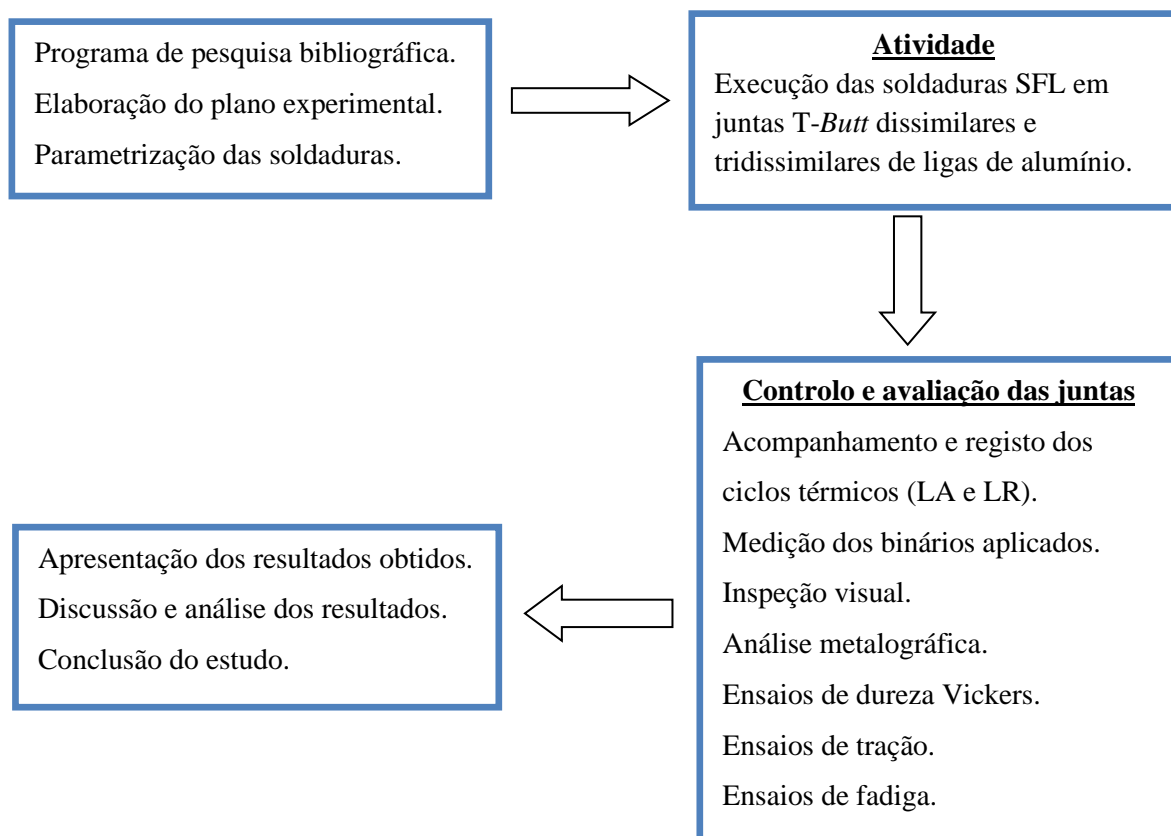 Programa de pesquisa bibliográfica.
Elaboração do plano experimental.
Parametrização das soldaduras.
Atividade
Execução das soldaduras SFL em
juntas T-Butt dissimilares e
tridissimilares de ligas de alumínio.
Controlo e avaliação das juntas
Acompanhamento e registo dos
ciclos térmicos (LA e LR).
Medição dos binários aplicados.
Inspeção visual.
Análise metalográfica.
Ensaios de dureza Vickers.
Ensaios de tração.
Ensaios de fadiga.
Apresentação dos resultados obtidos.
Discussão e análise dos resultados.
Conclusão do estudo.